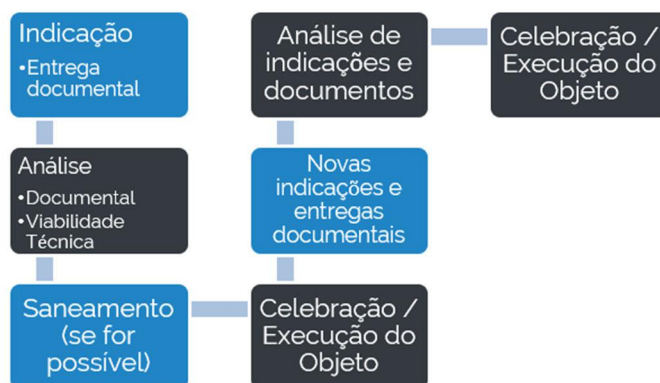 Indicação
•Entrega
documental
Análise
•Documental
•Viabilidade
Técnica
Saneamento
(se for
possível)
Celebração /
Execução do
Objeto
Novas
indicações e
entregas
documentais
Análise de
indicações e
documentos
Celebração /
Execução do
Objeto